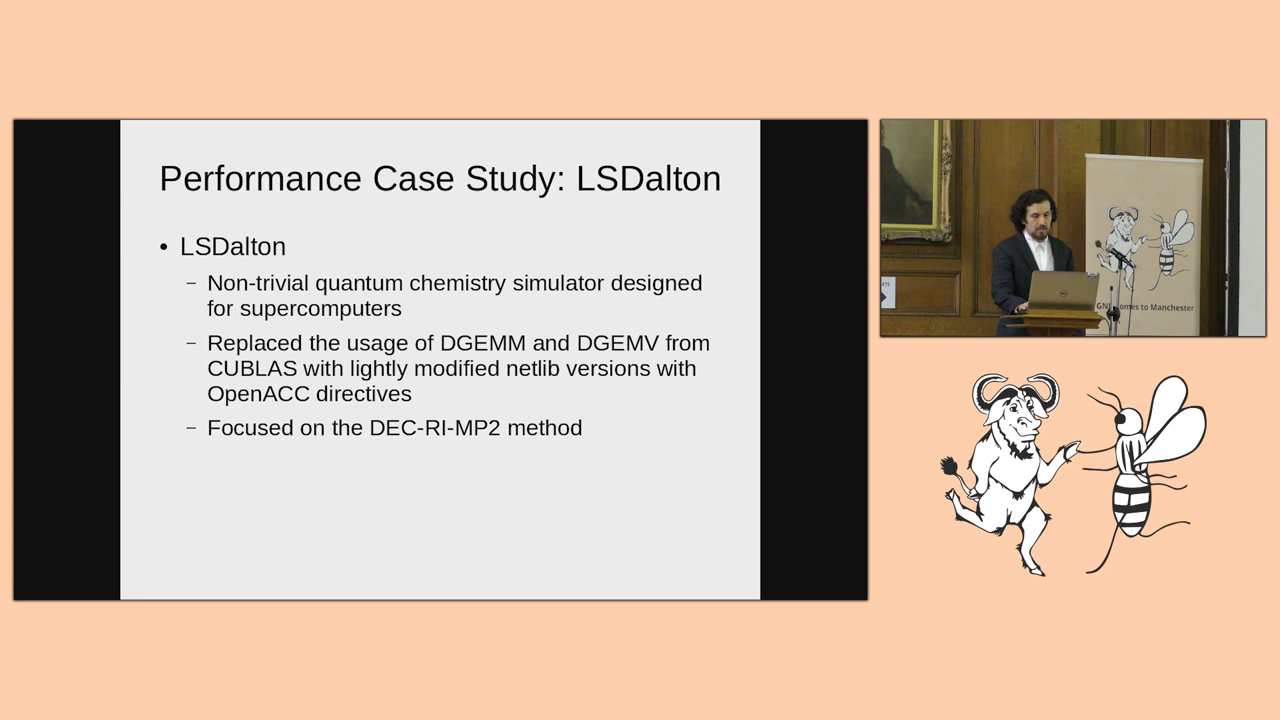 Performance Case Study: LSDalton
• LSDalton
– Non-trivial quantum chemistry simulator designed
for supercomputers
– Replaced the usage of DGEMM and DGEMV from
CUBLAS with lightly modified netlib versions with
OpenACC directives
– Focused on the DEC-RI-MP2 method
GNU comes to Manchester